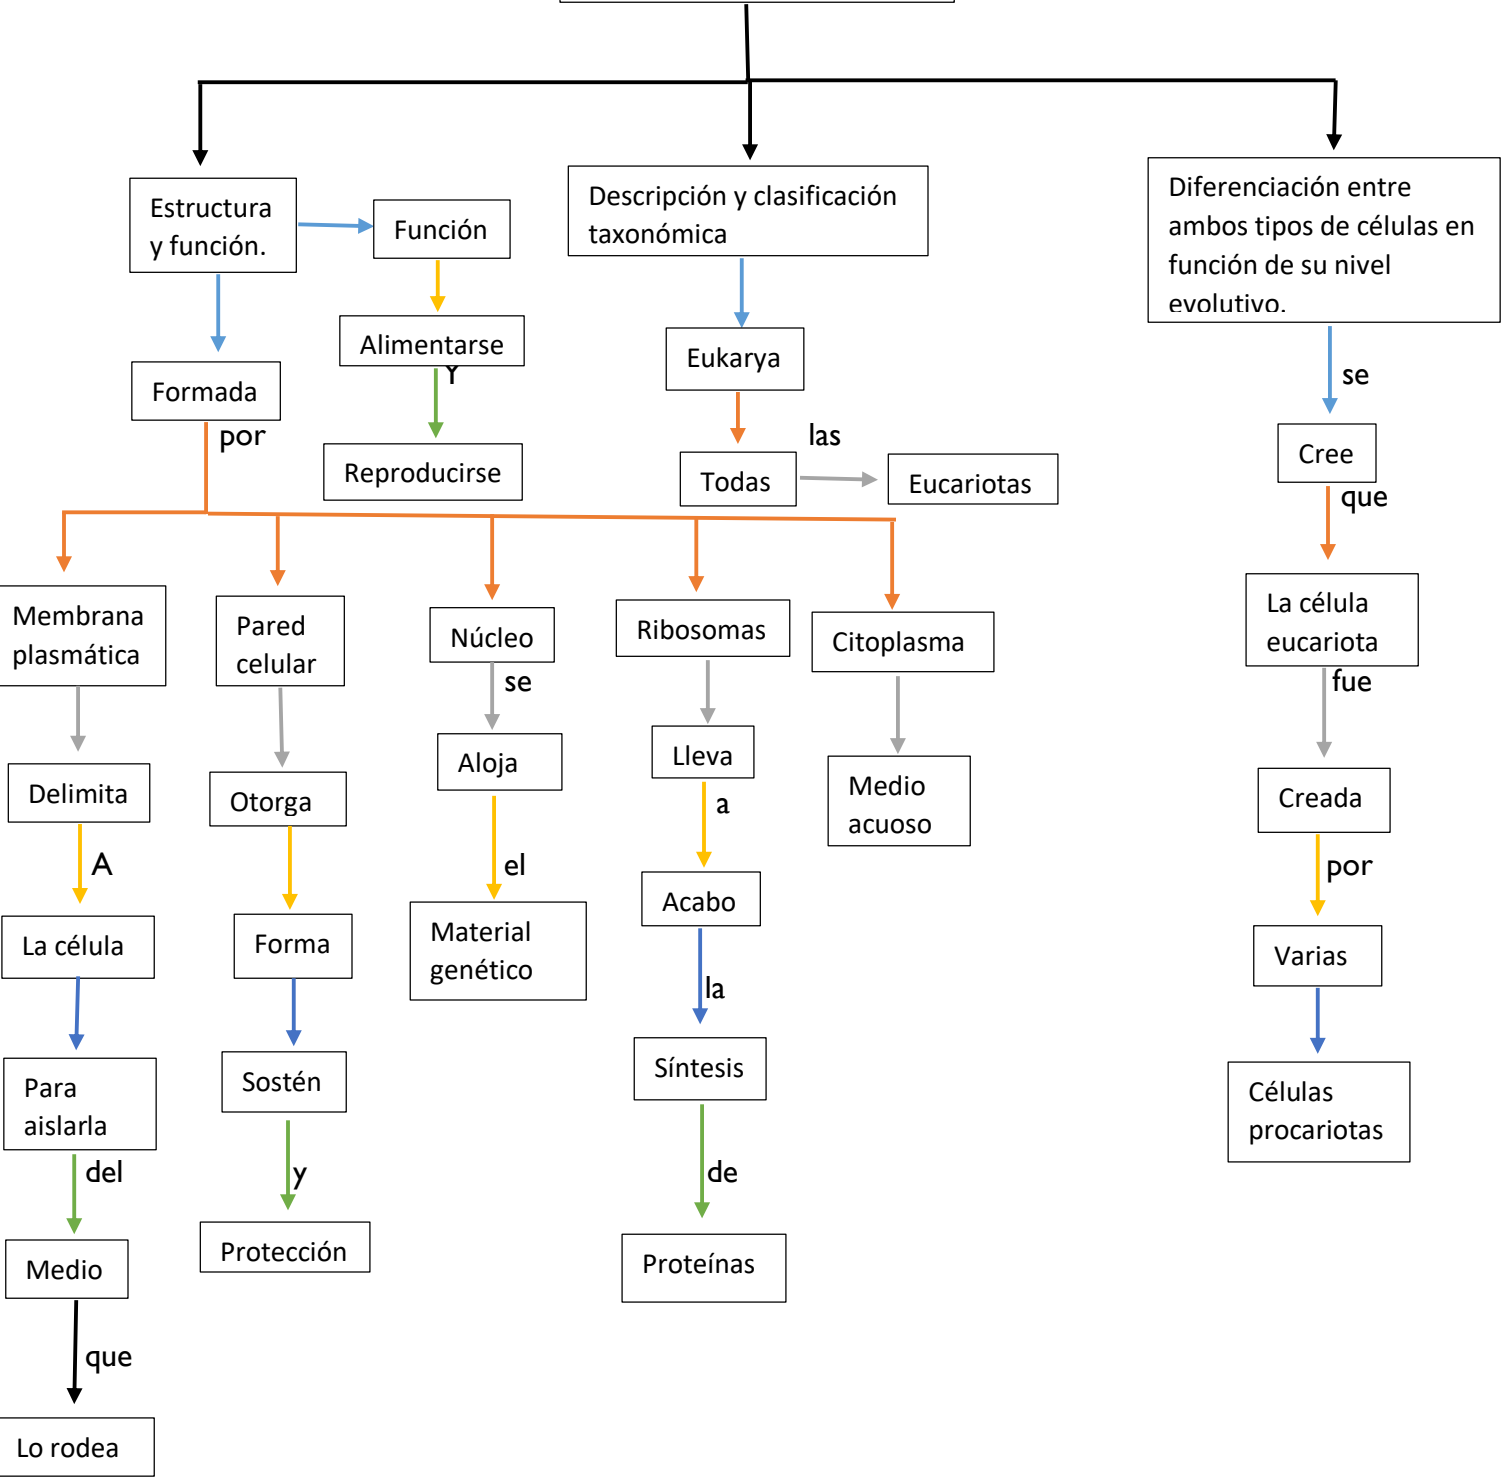 Estructura
y función.
Función
Alimentarse
Y
Reproducirse
Formada
por
Membrana
plasmática
Delimita
A
La célula
Para
aislarla
del
Medio
que
Lo rodea
Pared
celular
Otorga
Forma
Sostén
y
Protección
Núcleo
se
Aloja
el
Material
genético
Ribosomas
Lleva
a
Acabo
la
Síntesis
de
Proteínas
Citoplasma
Medio
acuoso
Descripción y clasificación
taxonómica
Eukarya
Todas
las
Eucariotas
Diferenciación entre
ambos tipos de células en
función de su nivel
evolutivo.
se
Cree
que
La célula
eucariota
fue
Creada
por
Varias
Células
procariotas